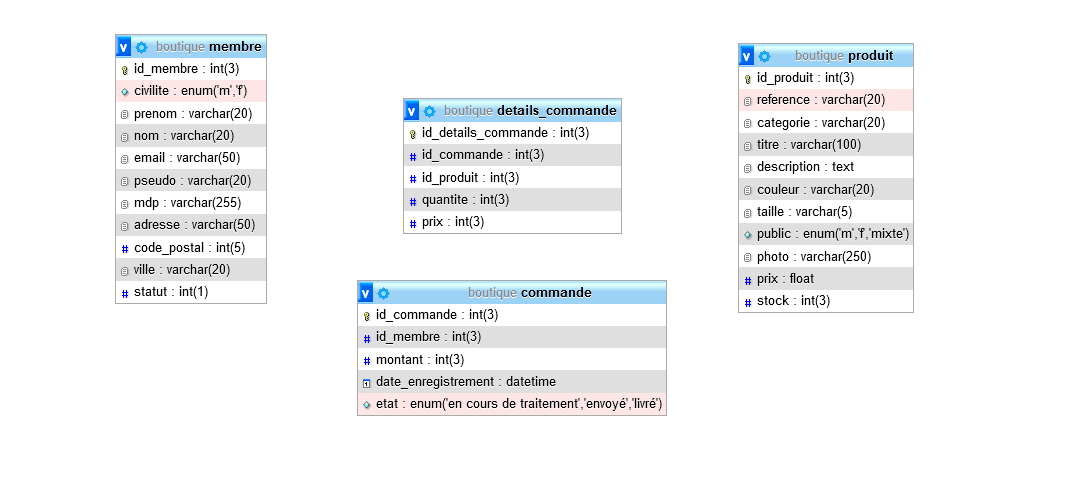 v boutique membre
id_membre : int(3)
civilite : enum('m','f')
prenom : varchar(20)
nom : varchar(20)
email : varchar(50)
pseudo : varchar(20)
mdp : varchar(255)
adresse : varchar(50)
# code_postal : int(5)
ville : varchar(20)
# statut : int(1)
v boutique details_commande
id_details_commande : int(3)
# id_commande : int(3)
# id_produit : int(3)
# quantite : int(3)
# prix : int(3)
v boutique commande
id_commande : int(3)
# id_membre : int(3)
# montant : int(3)
date_enregistrement : datetime
etat : enum('en cours de traitement','envoyé','livré')
v boutique produit
id_produit : int(3)
reference : varchar(20)
categorie : varchar(20)
titre : varchar(100)
description : text
couleur : varchar(20)
taille : varchar(5)
public : enum('m','f','mixte')
photo : varchar(250)
# prix : float
# stock : int(3)